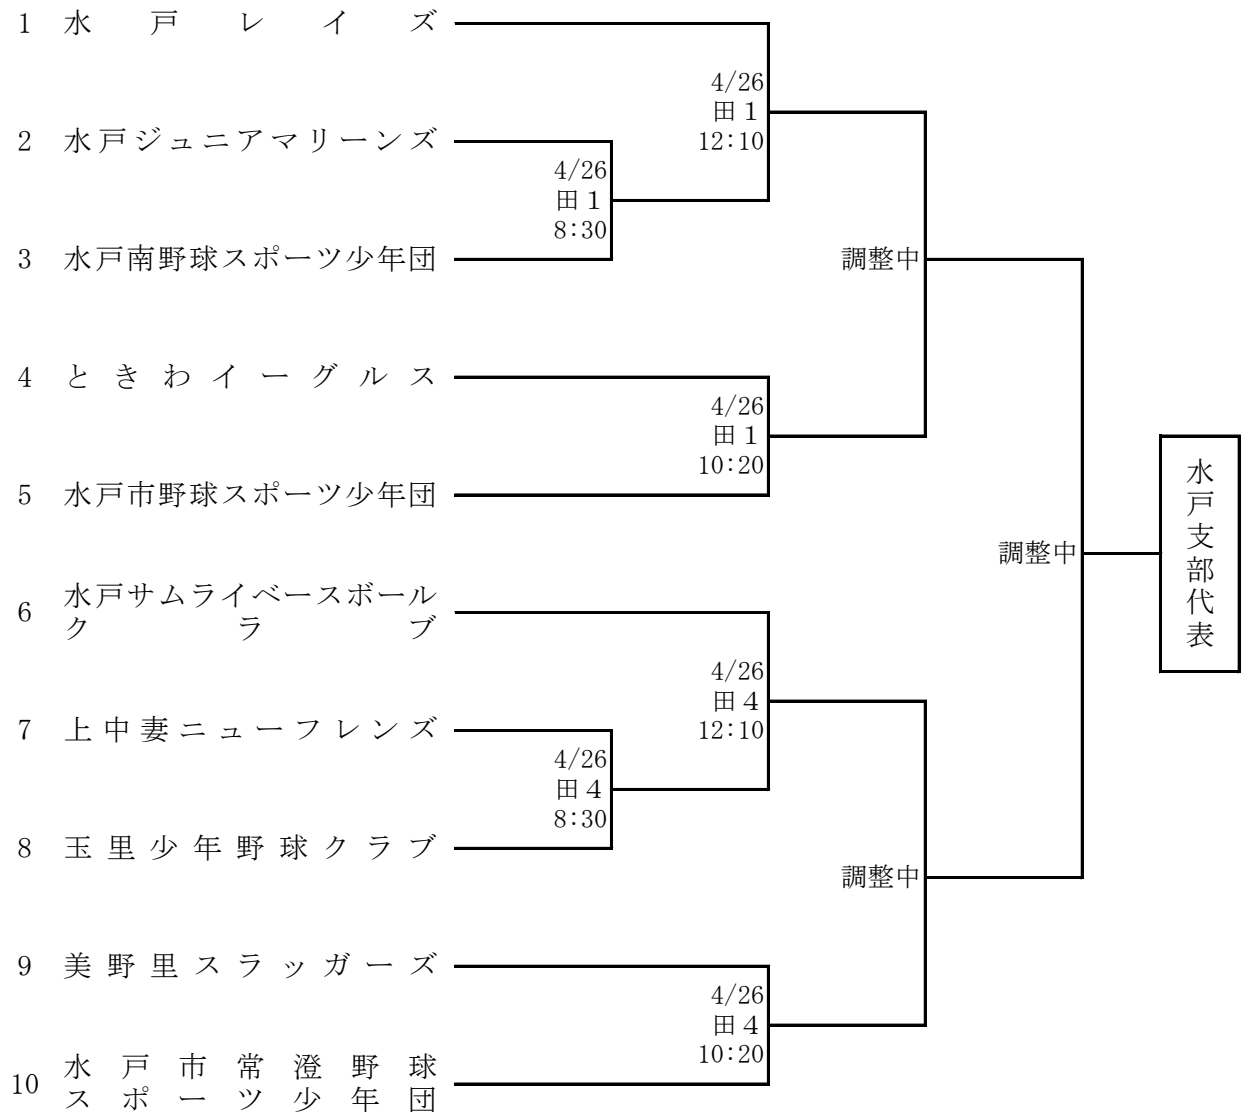 1 水戸レイズ
4/26
田1
12:10
2 水戸ジュニアマリーンズ
4/26
田1
8:30
3 水戸南野球スポーツ少年団
調整中
4 ときわイーグルス
4/26
田1
10:20
5 水戸市野球スポーツ少年団
調整中
水戸支部代表
6 水戸サムライベースボール
クラブ
4/26
田4
12:10
7 上中妻ニューフレンズ
4/26
田4
8:30
8 玉里少年野球クラブ
調整中
9 美野里スラッガーズ
4/26
田4
10:20
10 水戸市常澄野球
スポーツ少年団